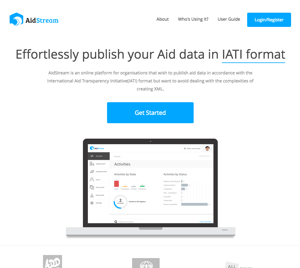 AidStream
About Who's Using It? User Guide Login/Register
Effortlessly publish your Aid data in IATI format
AidStream is an online platform for organisations that wish to publish aid data in accordance with the
International Aid Transparency Initiative(IATI) format but want to avoid dealing with the complexities of
creating XML.
Get Started
Activities